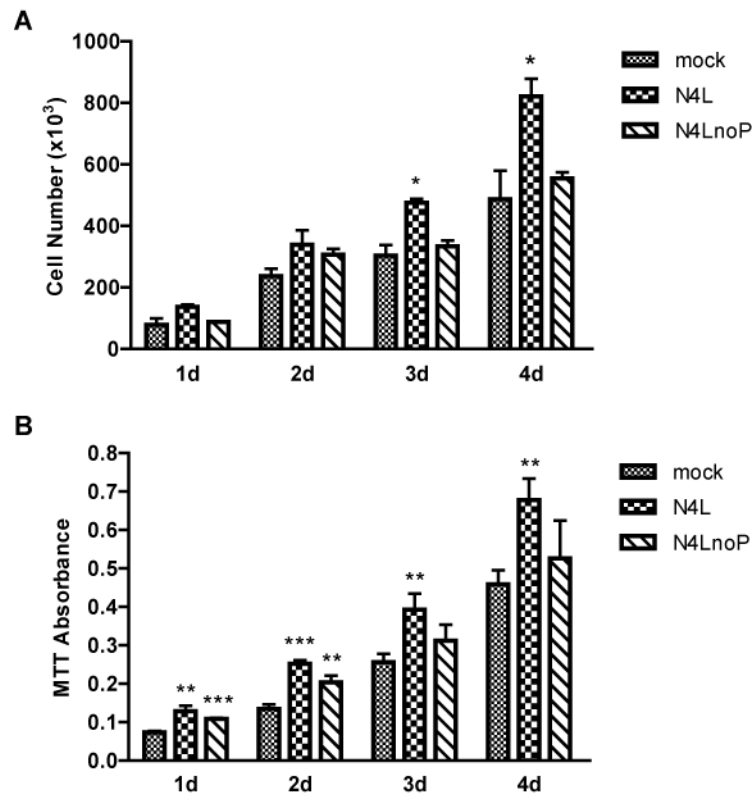 A
1000
800
600
400
200
0
Cell Number (x10³)
* *
1d 2d 3d 4d
mock
N4L
N4LnoP
B
0.8
0.7
0.6
0.5
0.4
0.3
0.2
0.1
0.0
MTT Absorbance
** *** *** ** ** **
1d 2d 3d 4d
mock
N4L
N4LnoP